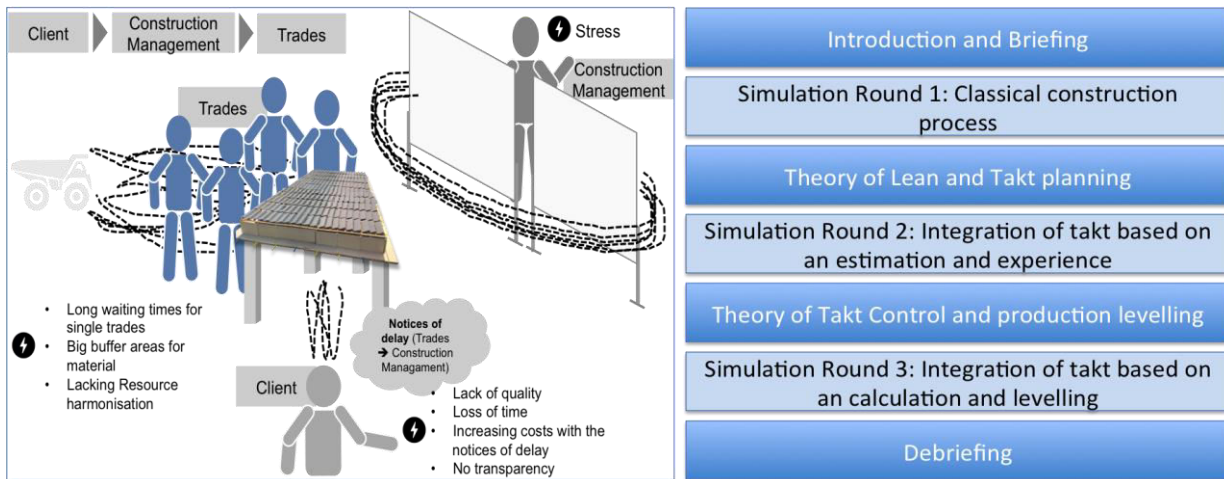 Client
Construction
Management
Trades
Stress
Construction
Management
Trades
• Long waiting times for
single trades
• Big buffer areas for
material
• Lacking Resource
harmonisation
Notices of
delay (Trades
➔ Construction
Managament)
Client
• Lack of quality
• Loss of time
• Increasing costs with the
notices of delay
• No transparency
Introduction and Briefing
Simulation Round 1: Classical construction
process
Theory of Lean and Takt planning
Simulation Round 2: Integration of takt based on
an estimation and experience
Theory of Takt Control and production levelling
Simulation Round 3: Integration of takt based on
an calculation and levelling
Debriefing